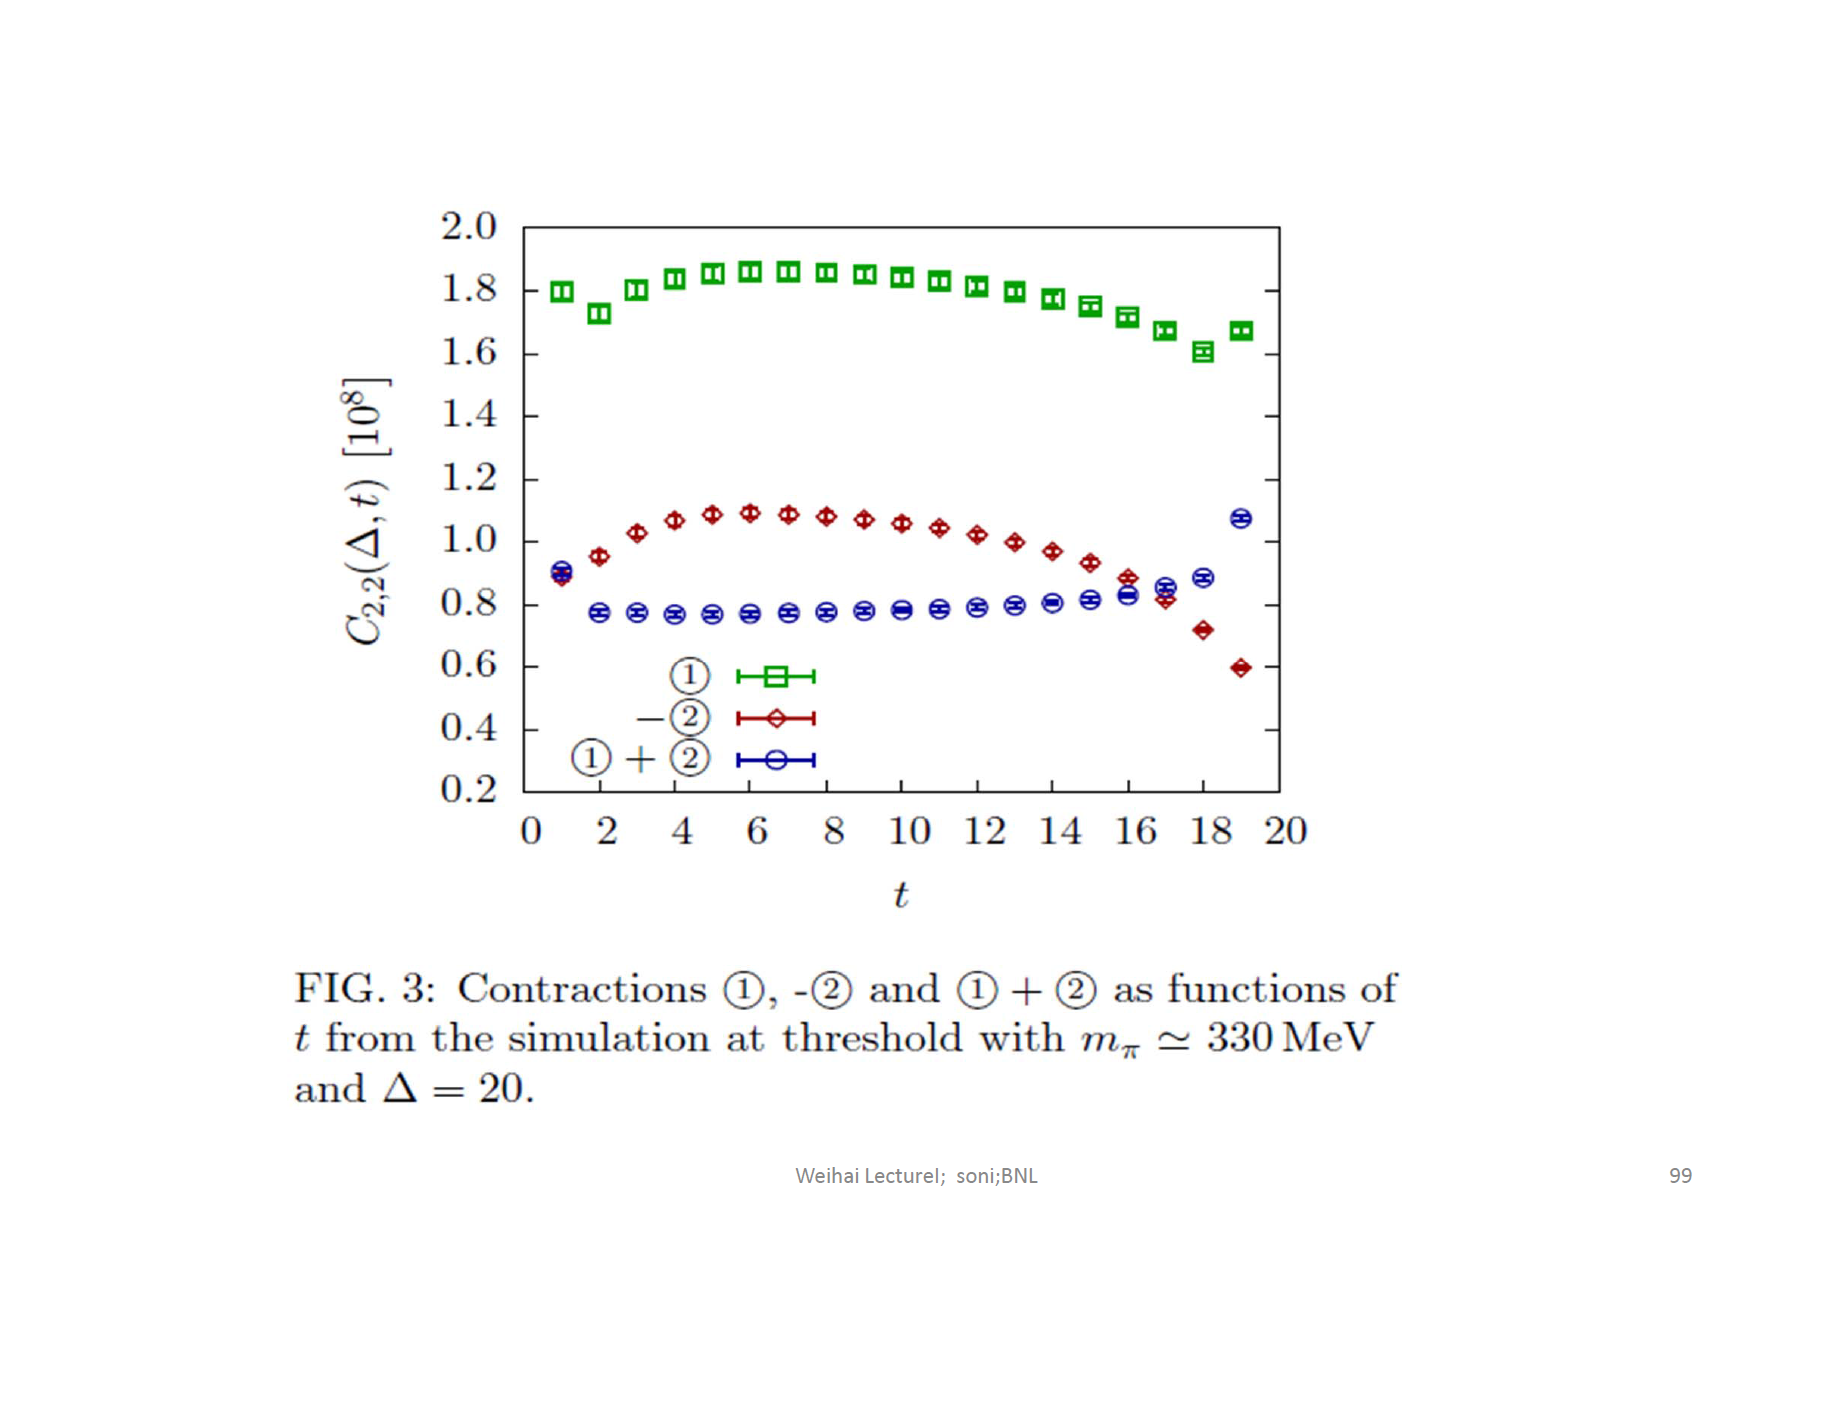 2.0
1.8
1.6
1.4
1.2
1.0
0.8
0.6
0.4
0.2
C₂,₂(Δ, t) [10⁸]
①
−②
① + ②
0 2 4 6 8 10 12 14 16 18 20
t
FIG. 3: Contractions ①, -② and ① + ② as functions of
t from the simulation at threshold with mπ ≃ 330 MeV
and Δ = 20.
Weihai LectureI; soni;BNL
99